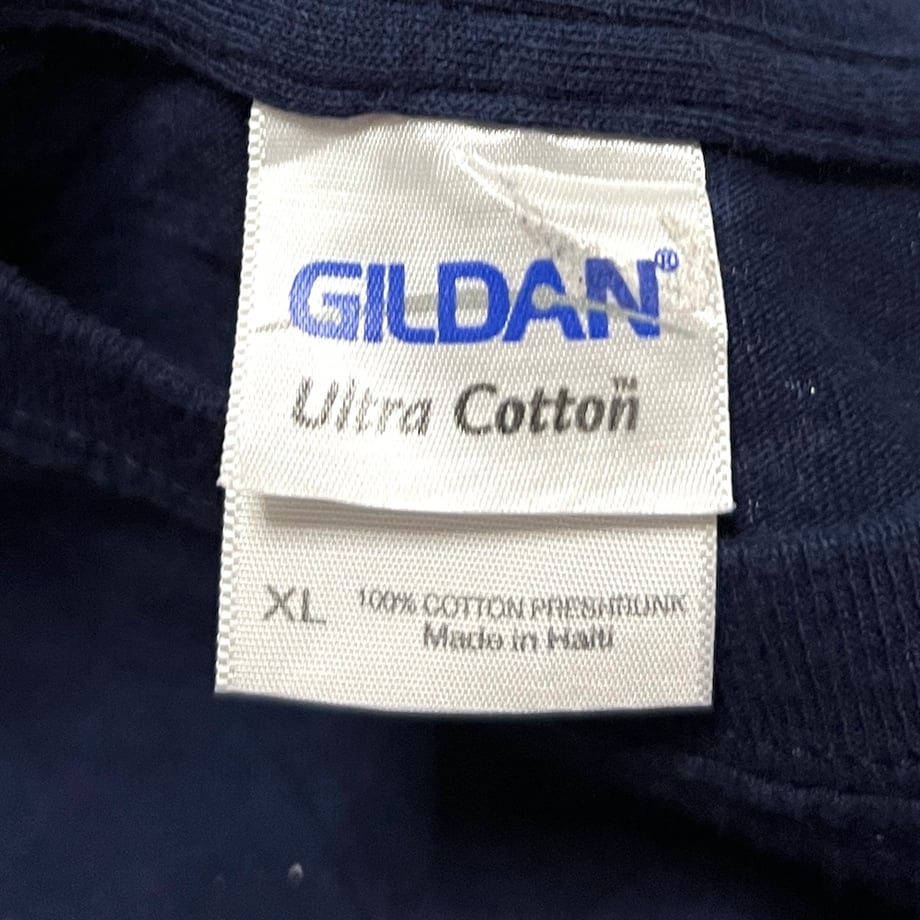 GILDAN®
Ultra Cotton™
XL 100% COTTON PRESHRUNK
Made in Haiti